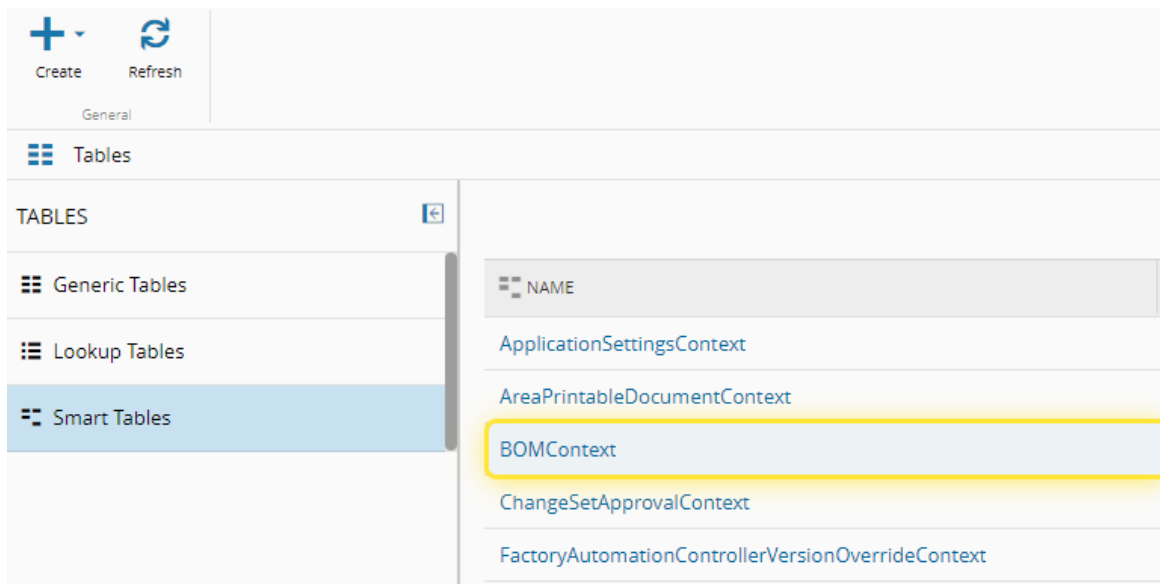 Create
Refresh
General
Tables
TABLES
Generic Tables
Lookup Tables
Smart Tables
NAME
ApplicationSettingsContext
AreaPrintableDocumentContext
BOMContext
ChangeSetApprovalContext
FactoryAutomationControllerVersionOverrideContext